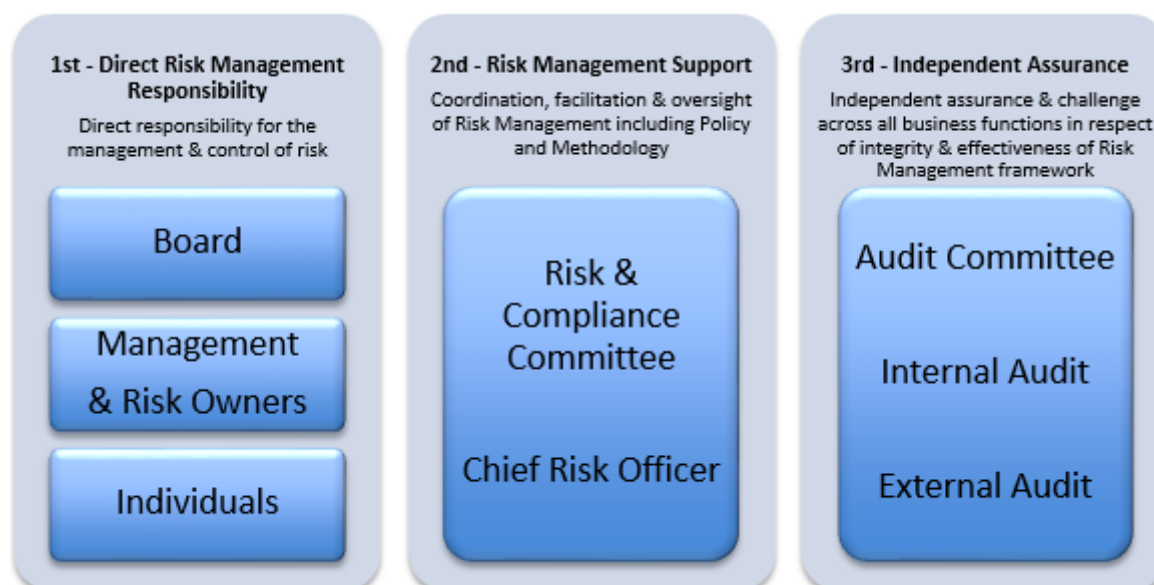 1st - Direct Risk Management
Responsibility
Direct responsibility for the
management & control of risk
Board
Management
& Risk Owners
Individuals
2nd - Risk Management Support
Coordination, facilitation & oversight
of Risk Management including Policy
and Methodology
Risk &
Compliance
Committee
Chief Risk Officer
3rd - Independent Assurance
Independent assurance & challenge
across all business functions in respect
of integrity & effectiveness of Risk
Management framework
Audit Committee
Internal Audit
External Audit